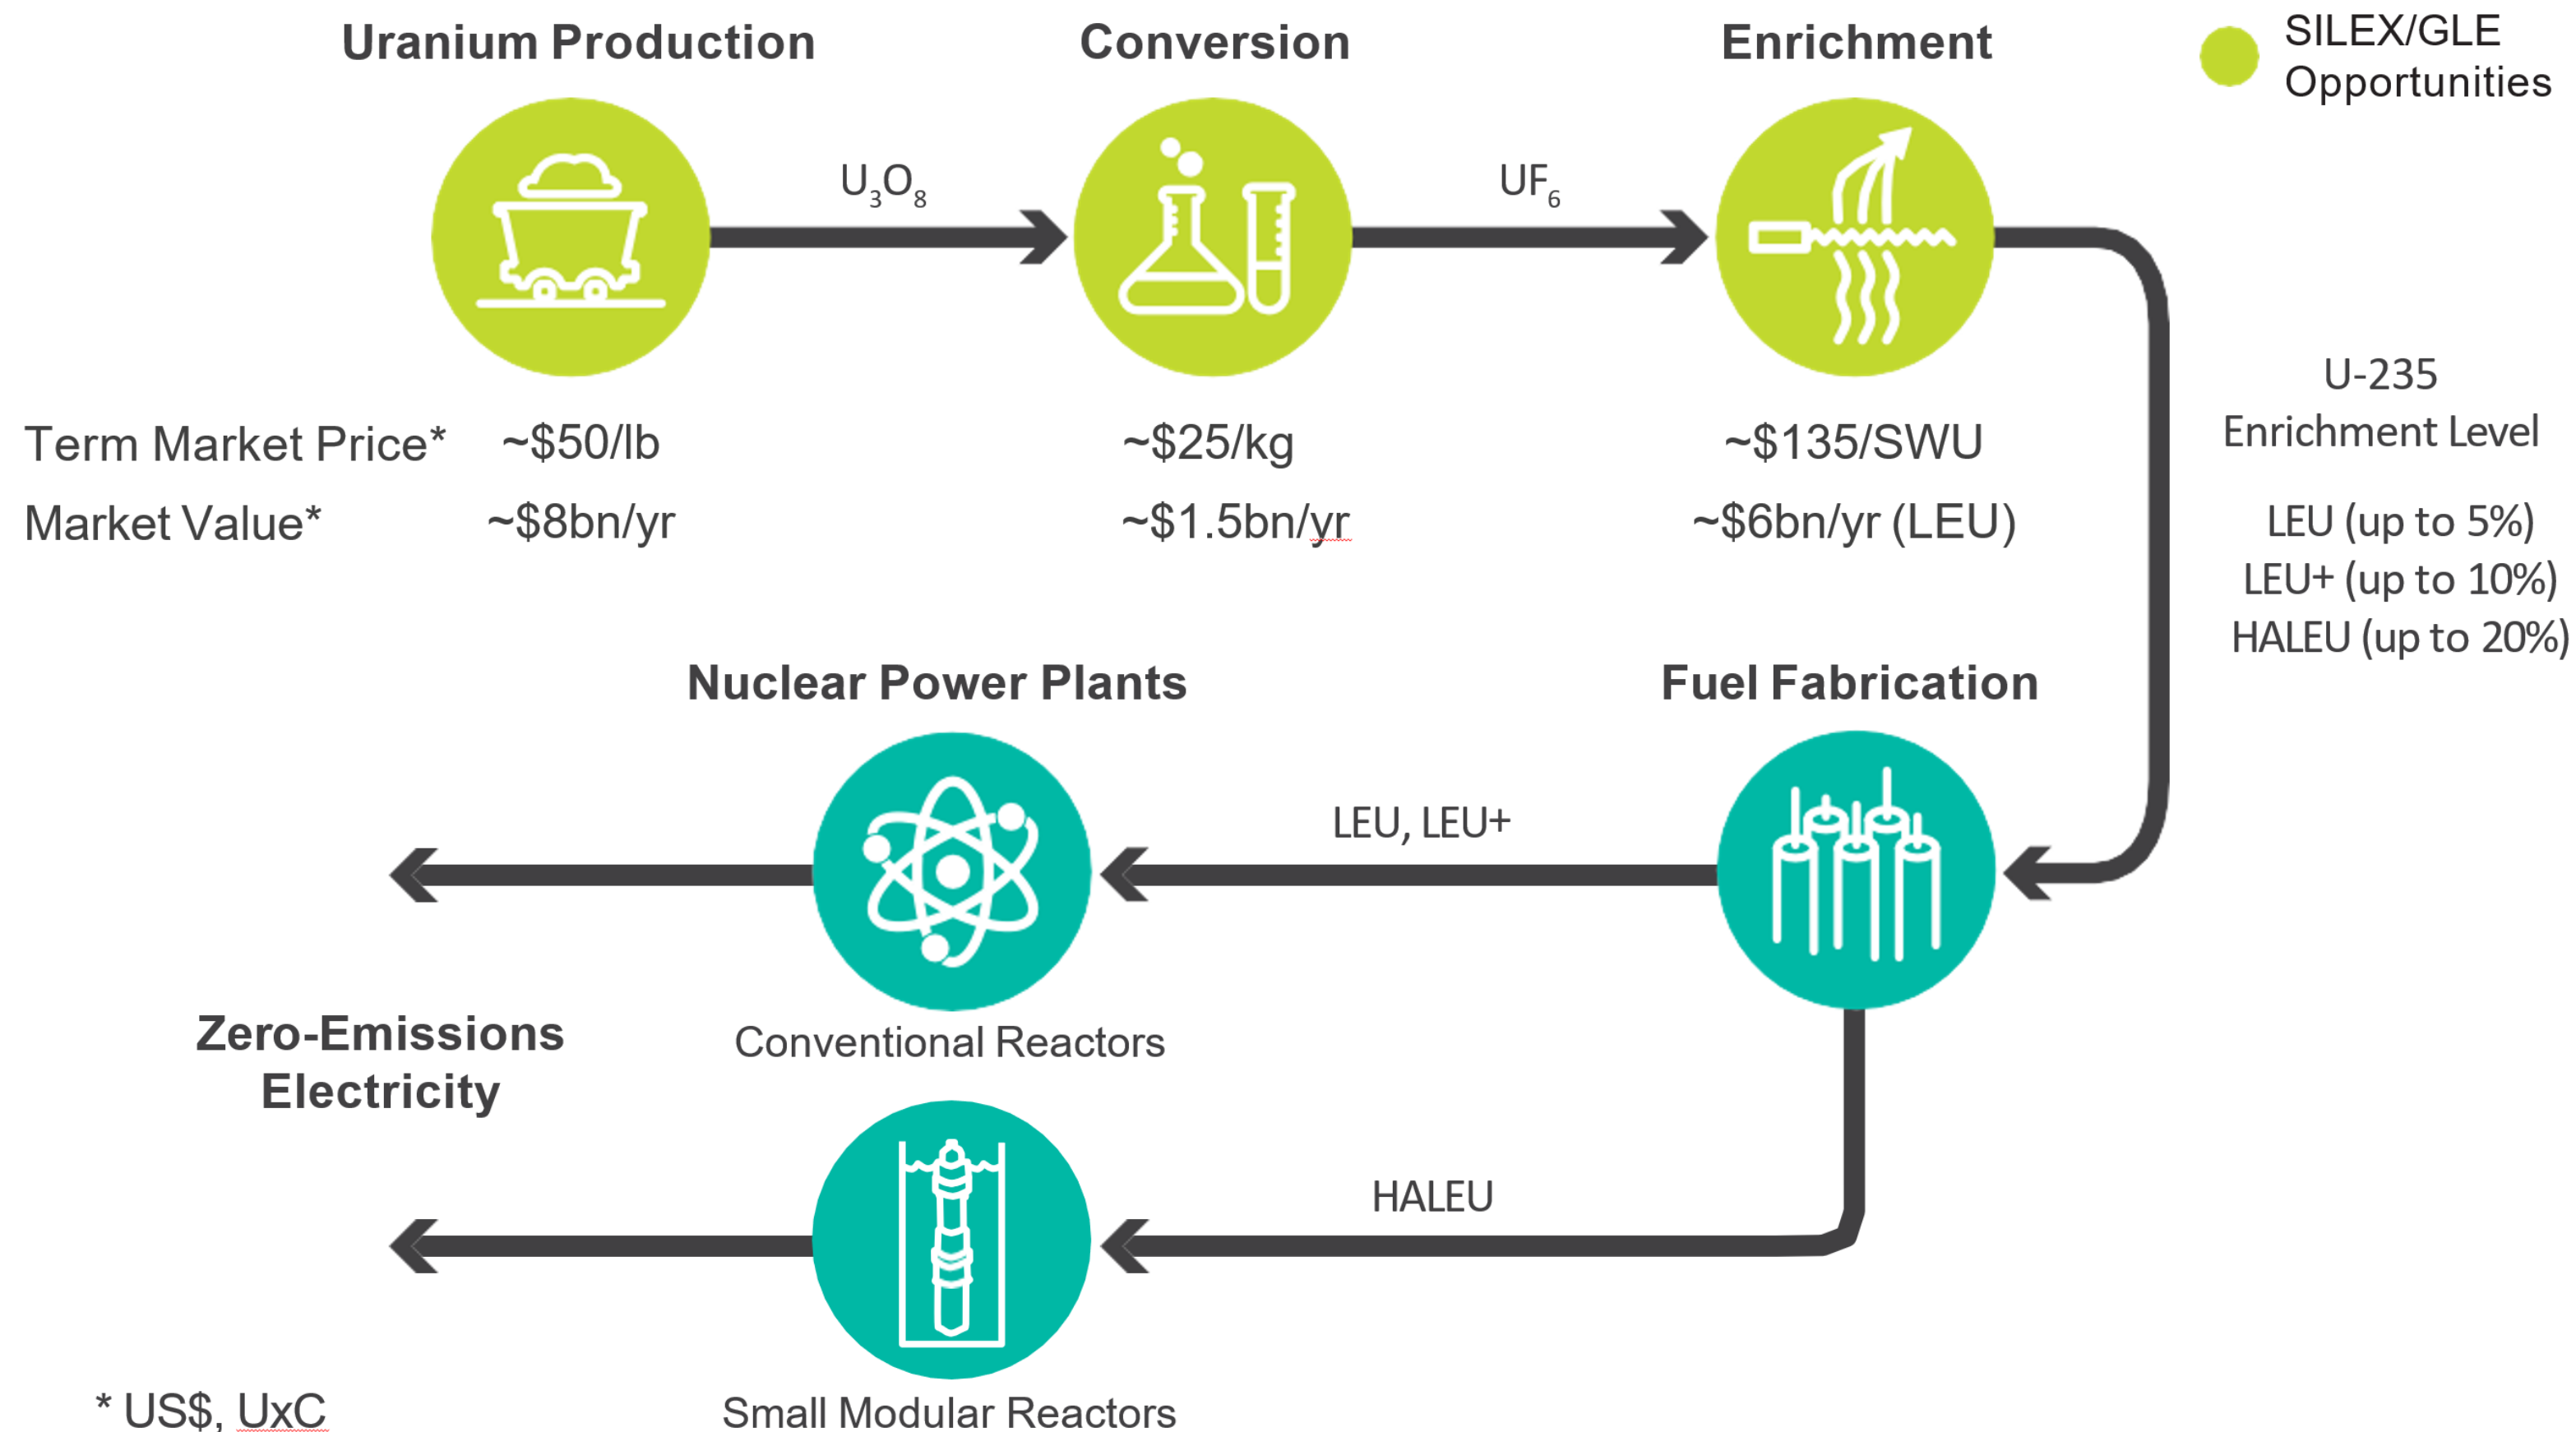 Uranium Production
Conversion
Enrichment
SILEX/GLE
Opportunities
U₃O₈
UF₆
U-235
Enrichment Level
Term Market Price* ~$50/lb ~$25/kg ~$135/SWU
Market Value* ~$8bn/yr ~$1.5bn/yr ~$6bn/yr (LEU)
LEU (up to 5%)
LEU+ (up to 10%)
HALEU (up to 20%)
Nuclear Power Plants
Fuel Fabrication
LEU, LEU+
Conventional Reactors
Zero-Emissions
Electricity
HALEU
Small Modular Reactors
* US$, UxC